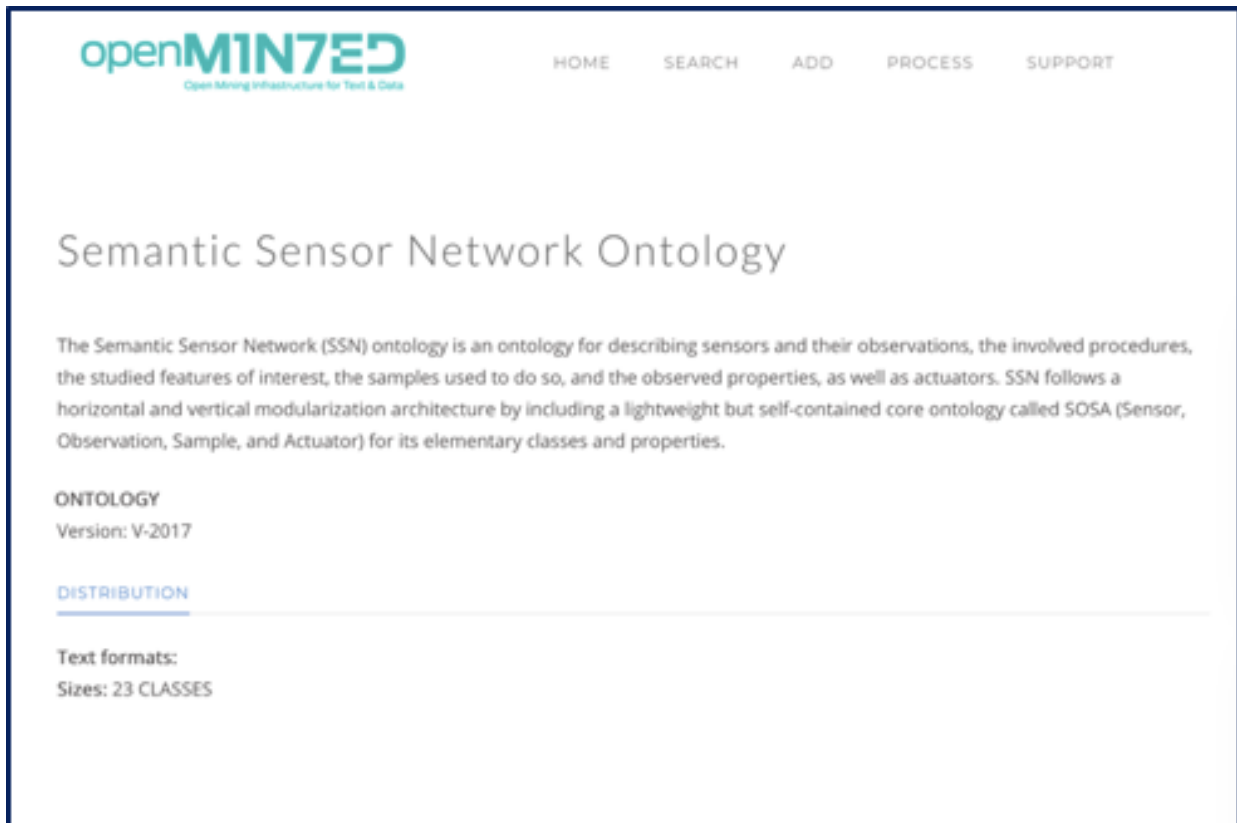 openM1N7ED
Open Mining Infrastructure for Text & Data
HOME SEARCH ADD PROCESS SUPPORT
Semantic Sensor Network Ontology
The Semantic Sensor Network (SSN) ontology is an ontology for describing sensors and their observations, the involved procedures,
the studied features of interest, the samples used to do so, and the observed properties, as well as actuators. SSN follows a
horizontal and vertical modularization architecture by including a lightweight but self-contained core ontology called SOSA (Sensor,
Observation, Sample, and Actuator) for its elementary classes and properties.
ONTOLOGY
Version: V-2017
DISTRIBUTION
Text formats:
Sizes: 23 CLASSES